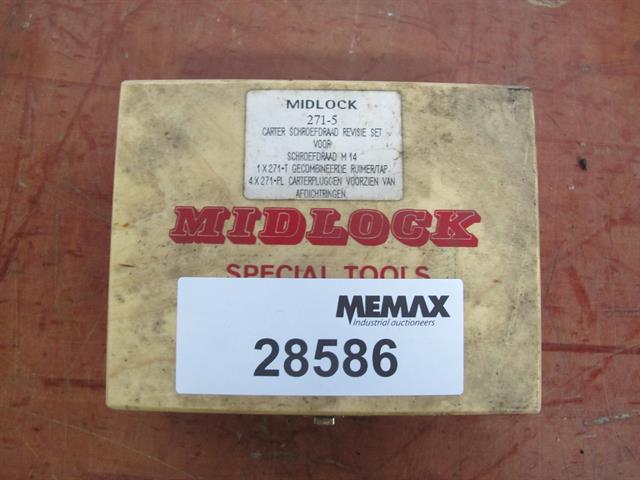 MIDLOCK
271-5
CARTER SCHROEFDRAAD REVISIE SET
VOOR
SCHROEFDRAAD M 14
1 X 271-T GECOMBINEERDE RUIMER/TAP
4 X 271-PL CARTERPLUGGEN VOORZIEN VAN
AFDICHTRINGEN
MIDLOCK
SPECIAL TOOLS
MEMAX
industrial auctioneers
28586